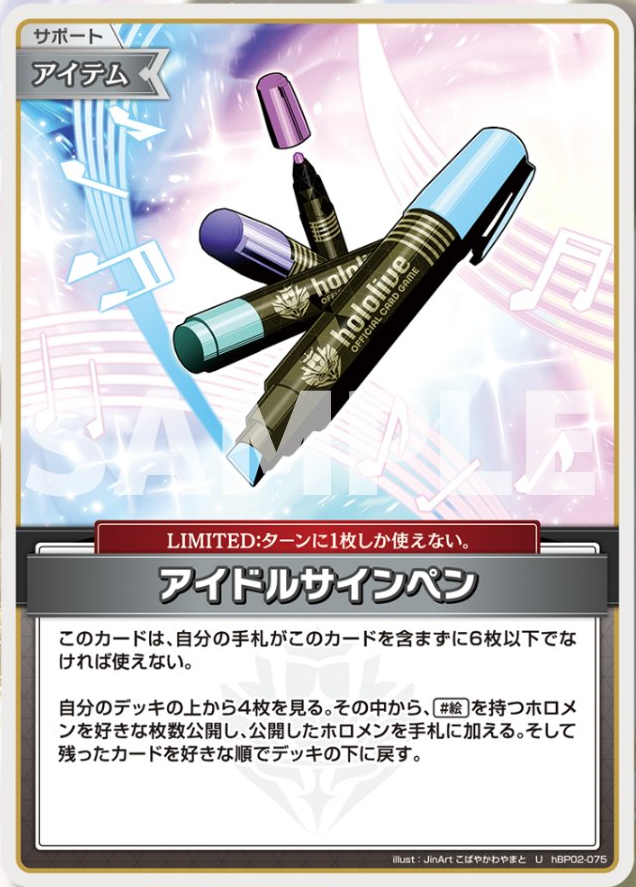 サポート
アイテム
hololive
OFFICIAL CARD GAME
hololive
OFFICIAL CARD GAME
SAMPLE
LIMITED:ターンに1枚しか使えない。
アイドルサインペン
このカードは、自分の手札がこのカードを含まずに6枚以下でな
ければ使えない。
自分のデッキの上から4枚を見る。その中から、#絵を持つホロメ
ンを好きな枚数公開し、公開したホロメンを手札に加える。そして
残ったカードを好きな順でデッキの下に戻す。
illust：JinArt こばやかわやまと U hBP02-075